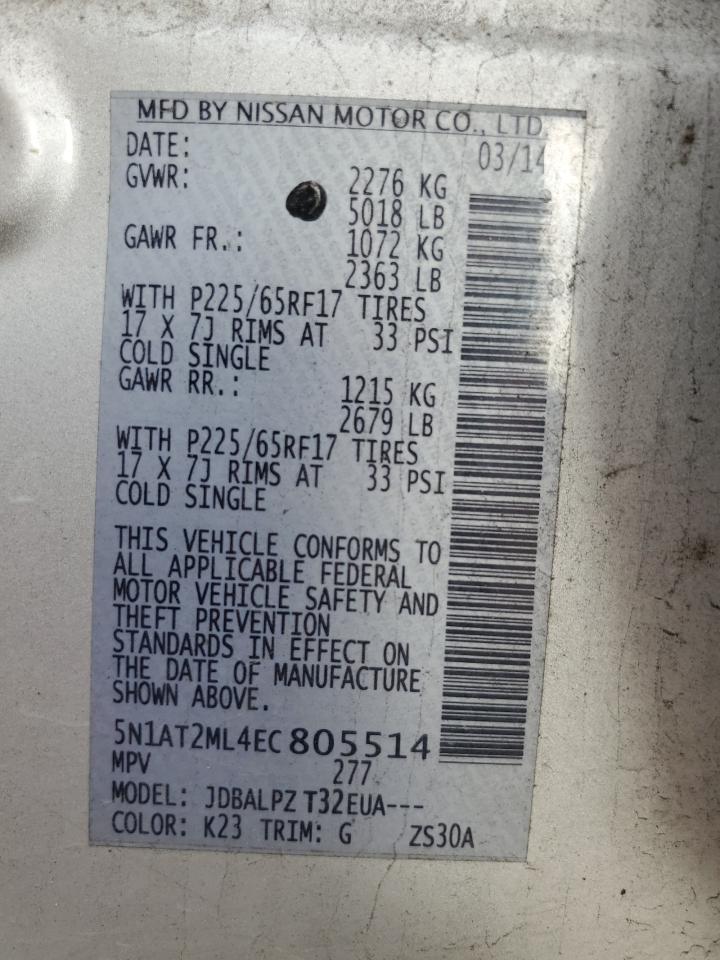 MFD BY NISSAN MOTOR CO., LTD.
DATE: 03/14
GVWR: 2276 KG
5018 LB
GAWR FR.: 1072 KG
2363 LB
WITH P225/65RF17 TIRES
17 X 7J RIMS AT 33 PSI
COLD SINGLE
GAWR RR.: 1215 KG
2679 LB
WITH P225/65RF17 TIRES
17 X 7J RIMS AT 33 PSI
COLD SINGLE
THIS VEHICLE CONFORMS TO
ALL APPLICABLE FEDERAL
MOTOR VEHICLE SAFETY AND
THEFT PREVENTION
STANDARDS IN EFFECT ON
THE DATE OF MANUFACTURE
SHOWN ABOVE.
5N1AT2ML4EC805514
MPV 277
MODEL: JDBALPZ T32EUA---
COLOR: K23 TRIM: G ZS30A